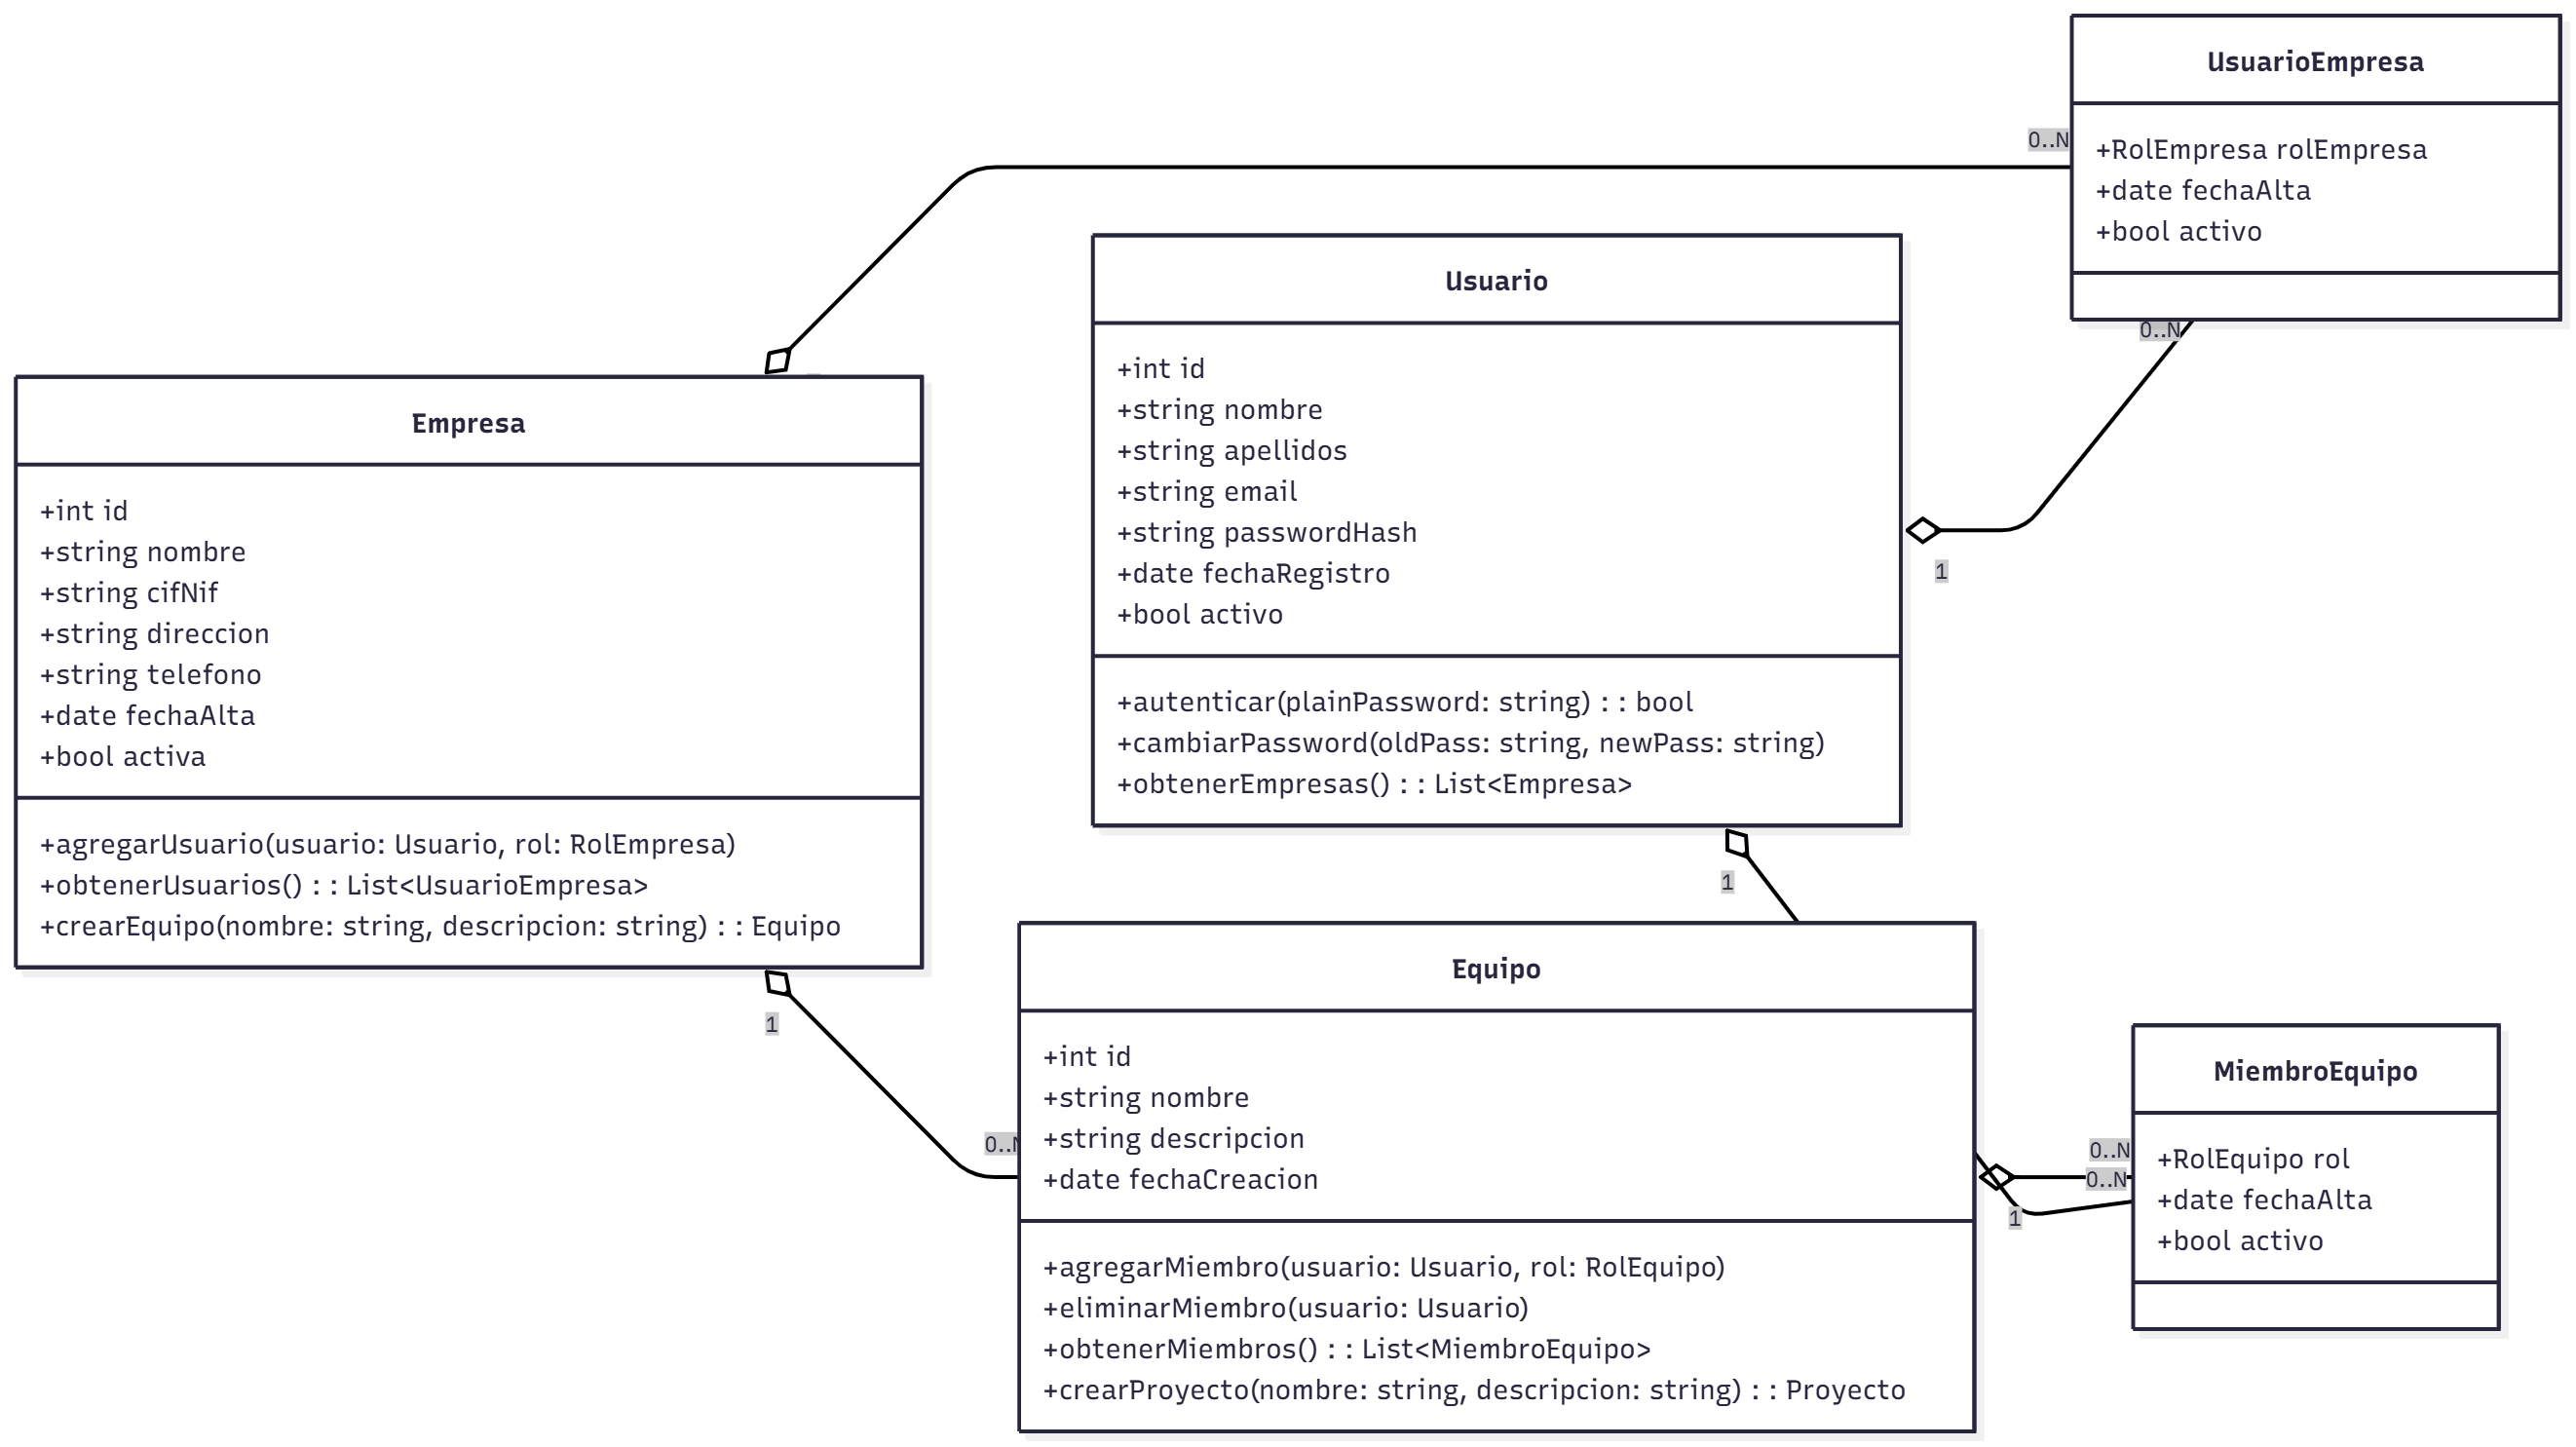 UsuarioEmpresa
+RolEmpresa rolEmpresa
+date fechaAlta
+bool activo
0..N
0..N
Usuario
+int id
+string nombre
+string apellidos
+string email
+string passwordHash
+date fechaRegistro
+bool activo
+autenticar(plainPassword: string) : : bool
+cambiarPassword(oldPass: string, newPass: string)
+obtenerEmpresas() : : List<Empresa>
1
1
Empresa
+int id
+string nombre
+string cifNif
+string direccion
+string telefono
+date fechaAlta
+bool activa
+agregarUsuario(usuario: Usuario, rol: RolEmpresa)
+obtenerUsuarios() : : List<UsuarioEmpresa>
+crearEquipo(nombre: string, descripcion: string) : : Equipo
1
0..N
Equipo
+int id
+string nombre
+string descripcion
+date fechaCreacion
+agregarMiembro(usuario: Usuario, rol: RolEquipo)
+eliminarMiembro(usuario: Usuario)
+obtenerMiembros() : : List<MiembroEquipo>
+crearProyecto(nombre: string, descripcion: string) : : Proyecto
0..N
0..N
1
MiembroEquipo
+RolEquipo rol
+date fechaAlta
+bool activo